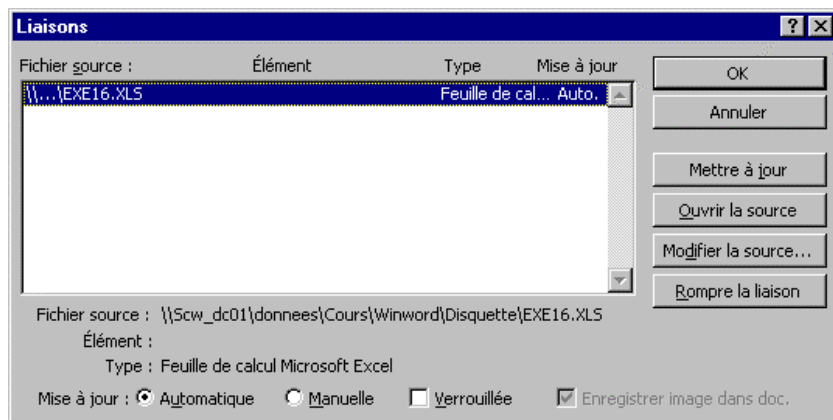 Liaisons
Fichier source : Élément Type Mise à jour
\\...\EXE16.XLS Feuille de cal... Auto.
OK
Annuler
Mettre à jour
Ouvrir la source
Modifier la source...
Rompre la liaison
Fichier source : \\Scw_dc01\donnees\Cours\Winword\Disquette\EXE16.XLS
Élément :
Type : Feuille de calcul Microsoft Excel
Mise à jour : Automatique Manuelle Verrouillée Enregistrer image dans doc.